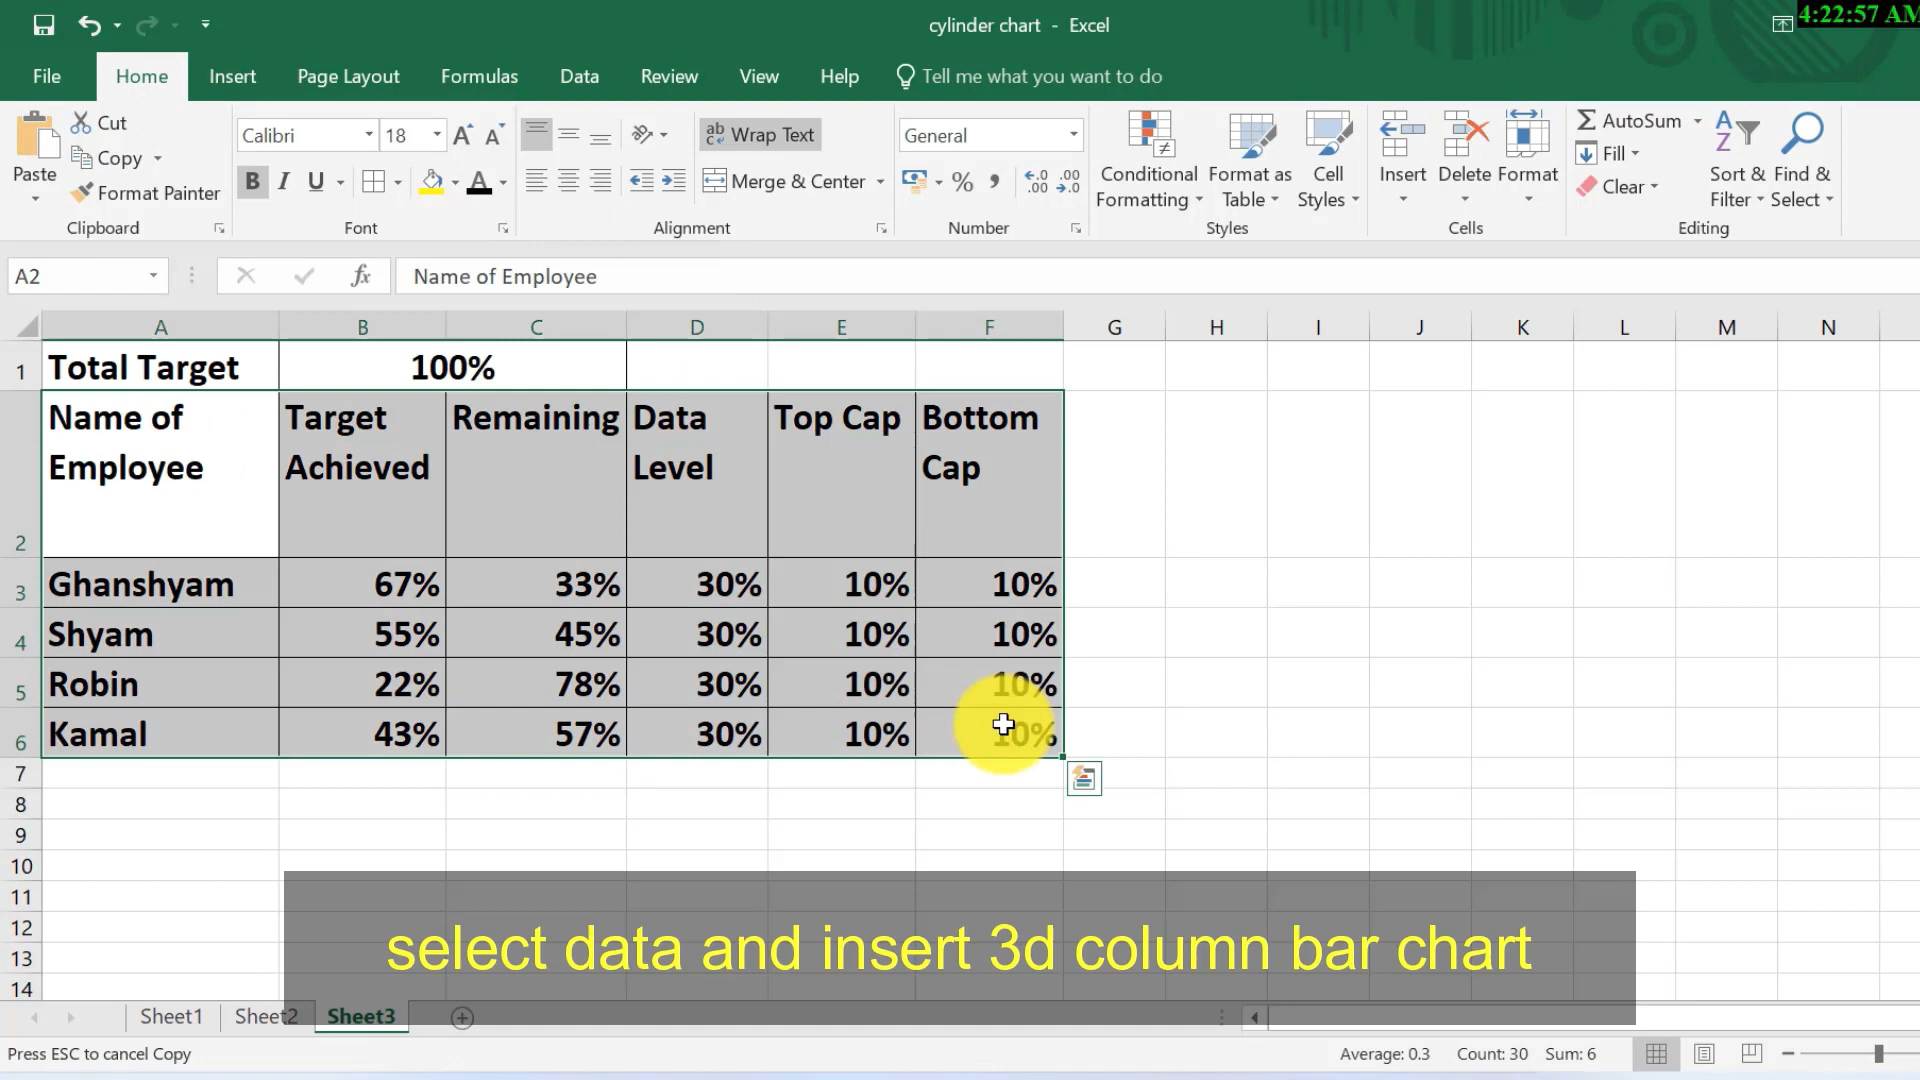 cylinder chart - Excel
4:22:57 AM
File Home Insert Page Layout Formulas Data Review View Help Tell me what you want to do
Paste
Cut
Copy
Format Painter
Clipboard
Calibri 18
B I U
Font
Wrap Text
Merge & Center
Alignment
General
Number
Conditional Formatting
Format as Table
Cell Styles
Styles
Insert Delete Format
Cells
AutoSum
Fill
Clear
Sort & Filter
Find & Select
Editing
A2 fx Name of Employee
A B C D E F G H I J K L M N
1 Total Target 100%
Name of Employee Target Achieved Remaining Data Level Top Cap Bottom Cap
2
3 Ghanshyam 67% 33% 30% 10% 10%
4 Shyam 55% 45% 30% 10% 10%
5 Robin 22% 78% 30% 10% 10%
6 Kamal 43% 57% 30% 10% 10%
7
8
9
10
11
12
13
14
select data and insert 3d column bar chart
Sheet1 Sheet2 Sheet3
Press ESC to cancel Copy Average: 0.3 Count: 30 Sum: 6